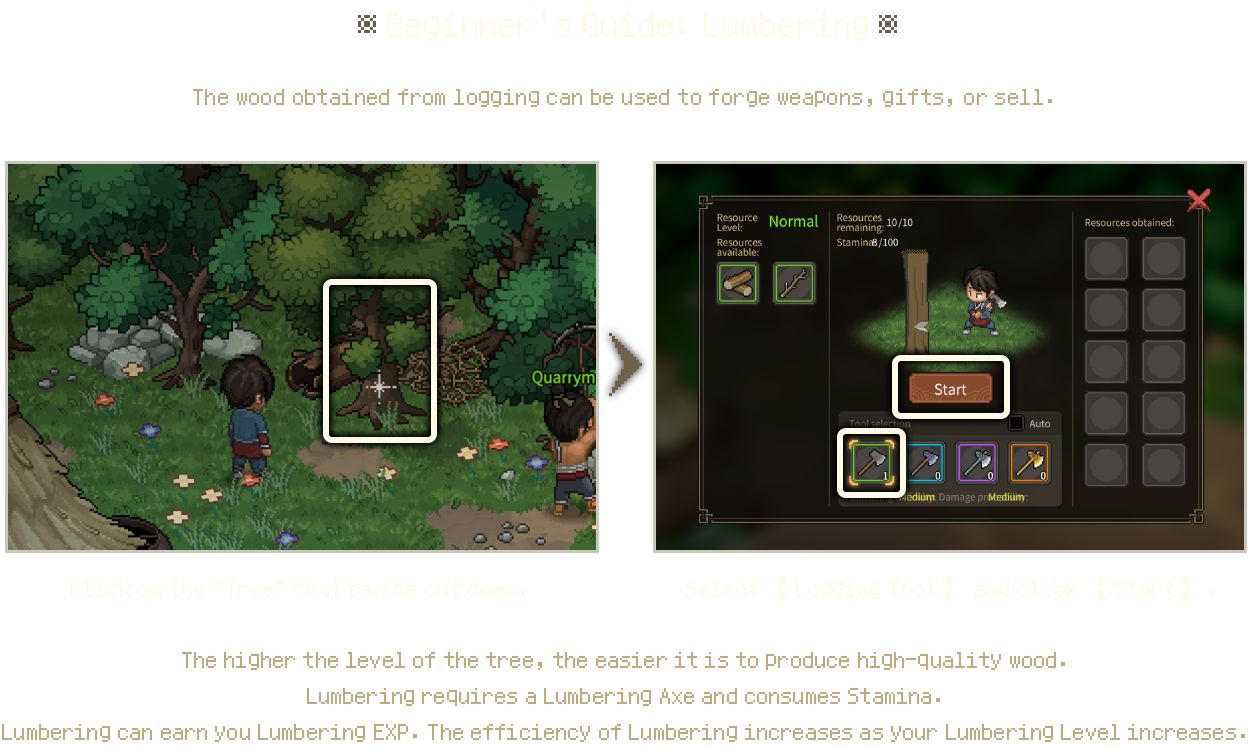 ※ Beginner's Guide: Lumbering ※
The wood obtained from logging can be used to forge weapons, gifts, or sell.
Quarrym
Resource Level: Normal
Resources available:
Resources remaining: 10/10
Stamina8/100
Resources obtained:
Start
Tool selection
Auto
1
0
0
0
Medium Damage Medium
Click on the "Tree" that can be cut down.
Select 【Logging Tool】 and click 【Start】.
The higher the level of the tree, the easier it is to produce high-quality wood.
Lumbering requires a Lumbering Axe and consumes Stamina.
Lumbering can earn you Lumbering EXP. The efficiency of Lumbering increases as your Lumbering Level increases.